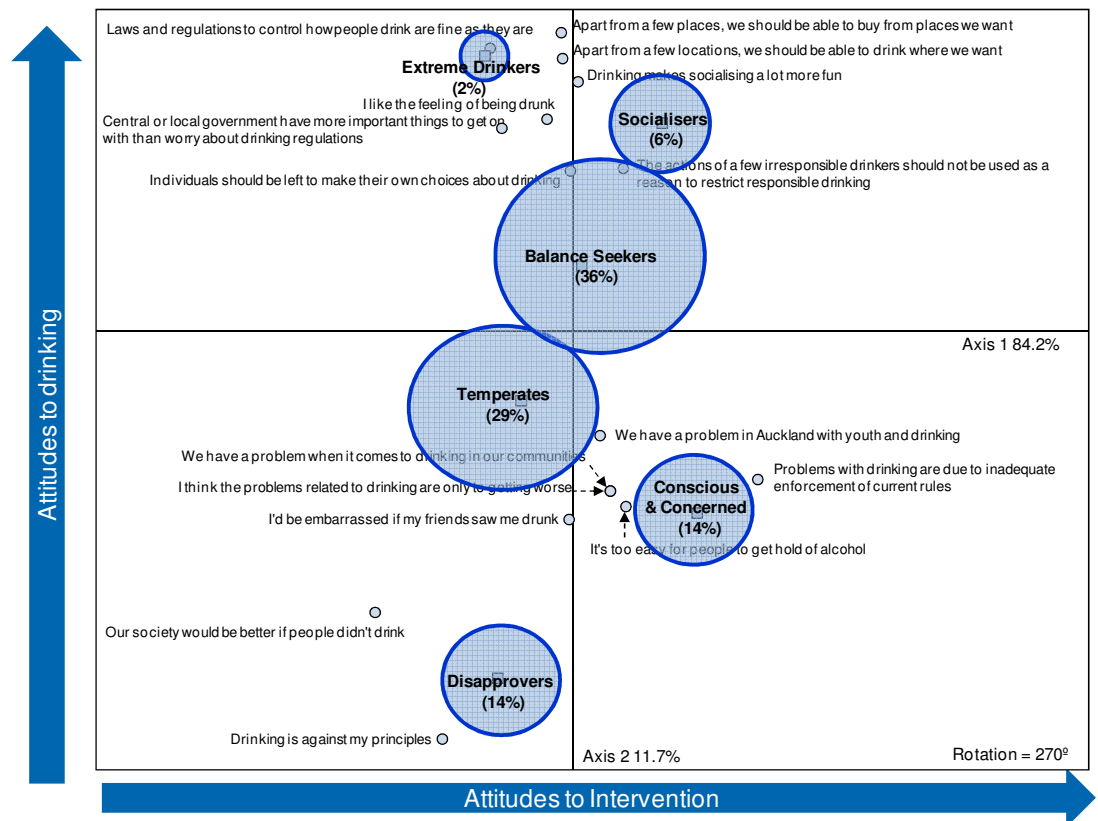 Laws and regulations to control how people drink are fine as they are
Apart from a few places, we should be able to buy from places we want
Apart from a few locations, we should be able to drink where we want
Extreme Drinkers
(2%)
Drinking makes socialising a lot more fun
I like the feeling of being drunk
Central or local government have more important things to get on
with than worry about drinking regulations
Socialisers
(6%)
Individuals should be left to make their own choices about drinking
The actions of a few irresponsible drinkers should not be used as a
reason to restrict responsible drinking
Balance Seekers
(36%)
Attitudes to drinking
Axis 1 84.2%
Temperates
(29%)
We have a problem in Auckland with youth and drinking
We have a problem when it comes to drinking in our communities
Problems with drinking are due to inadequate
enforcement of current rules
I think the problems related to drinking are only to getting worse
Conscious
& Concerned
(14%)
I'd be embarrassed if my friends saw me drunk
It's too easy for people to get hold of alcohol
Our society would be better if people didn't drink
Disapprovers
(14%)
Drinking is against my principles
Axis 2 11.7%
Rotation = 270º
Attitudes to Intervention